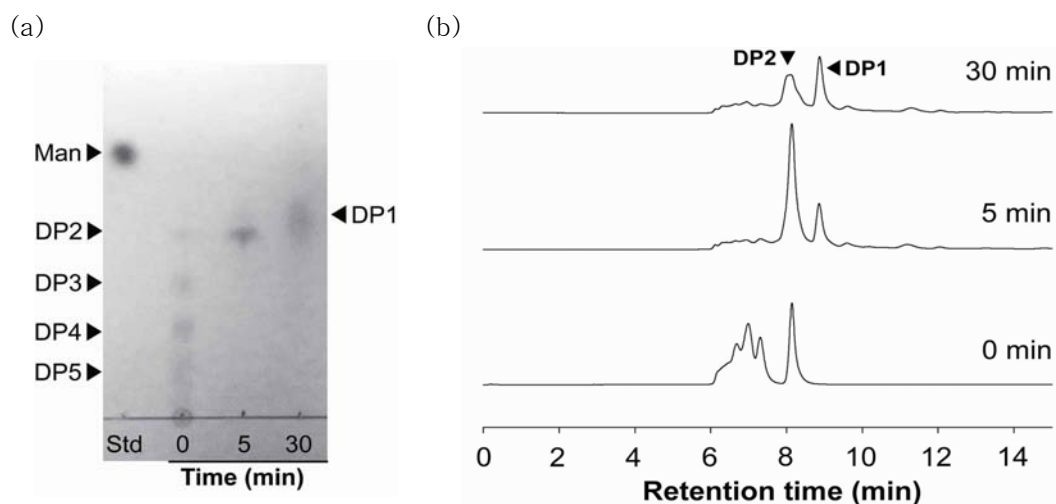 (a)
Man
DP2
DP3
DP4
DP5
DP1
Std 0 5 30
Time (min)
(b)
DP2
DP1
30 min
5 min
0 min
0 2 4 6 8 10 12 14
Retention time (min)